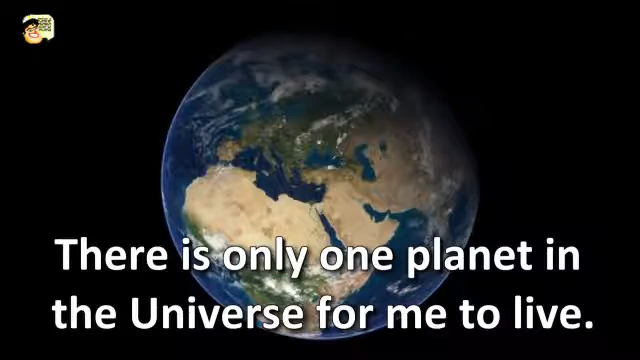 There is only one planet in
the Universe for me to live.